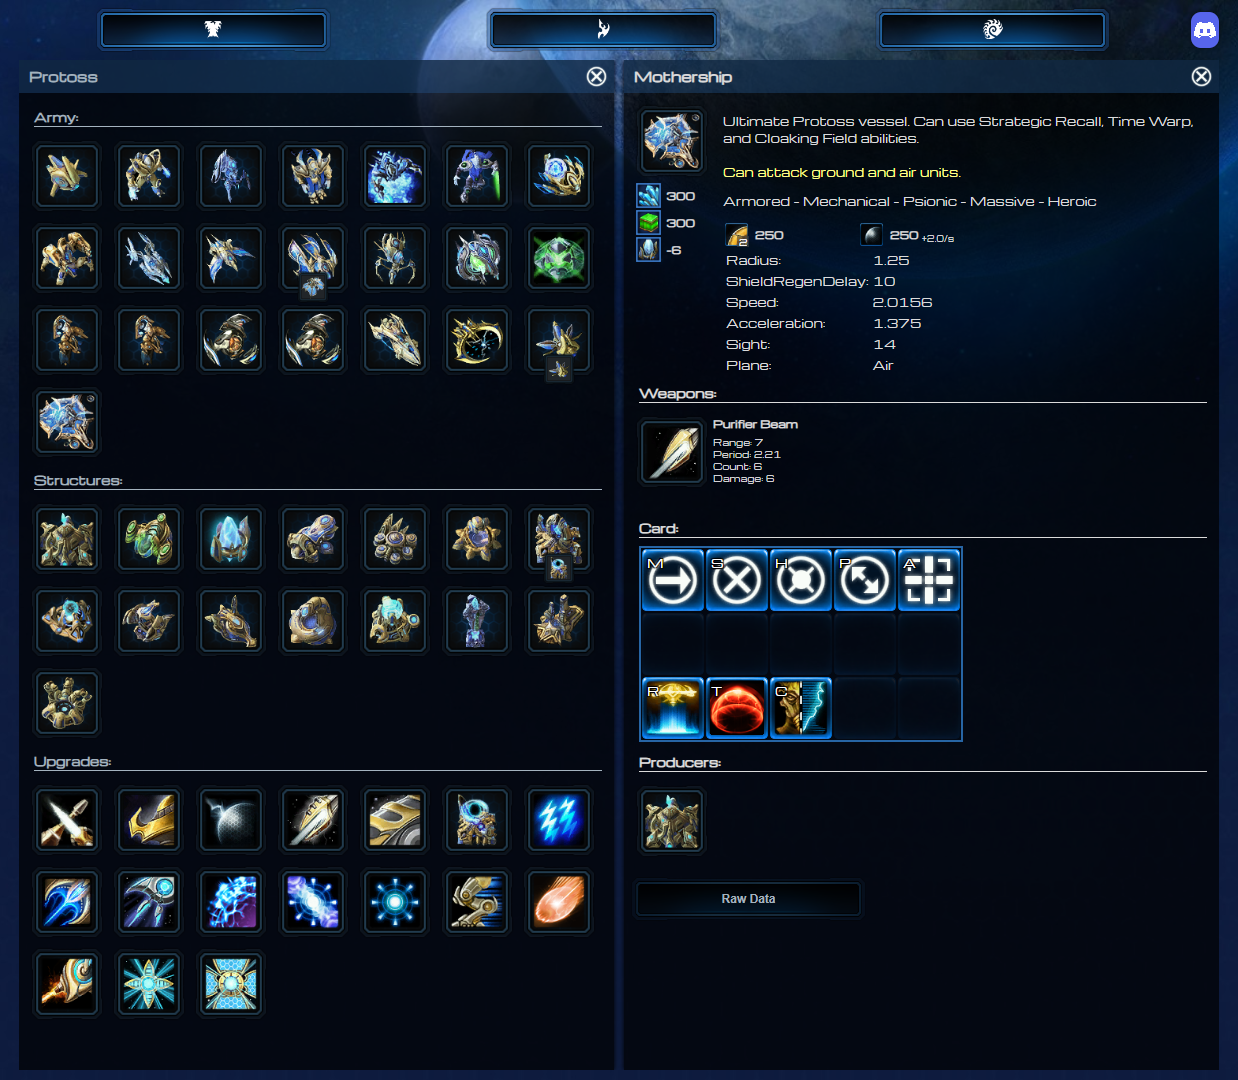 Protoss
Army:
Structures:
Upgrades:
Mothership
Ultimate Protoss vessel. Can use Strategic Recall, Time Warp,
and Cloaking Field abilities.
Can attack ground and air units.
Armored - Mechanical - Psionic - Massive - Heroic
300
300
-6
2
250
250 +2.0/s
Radius: 1.25
ShieldRegenDelay: 10
Speed: 2.0156
Acceleration: 1.375
Sight: 14
Plane: Air
Weapons:
Purifier Beam
Range: 7
Period: 2.21
Count: 6
Damage: 6
Card:
M S H P A
R T C
Producers:
Raw Data